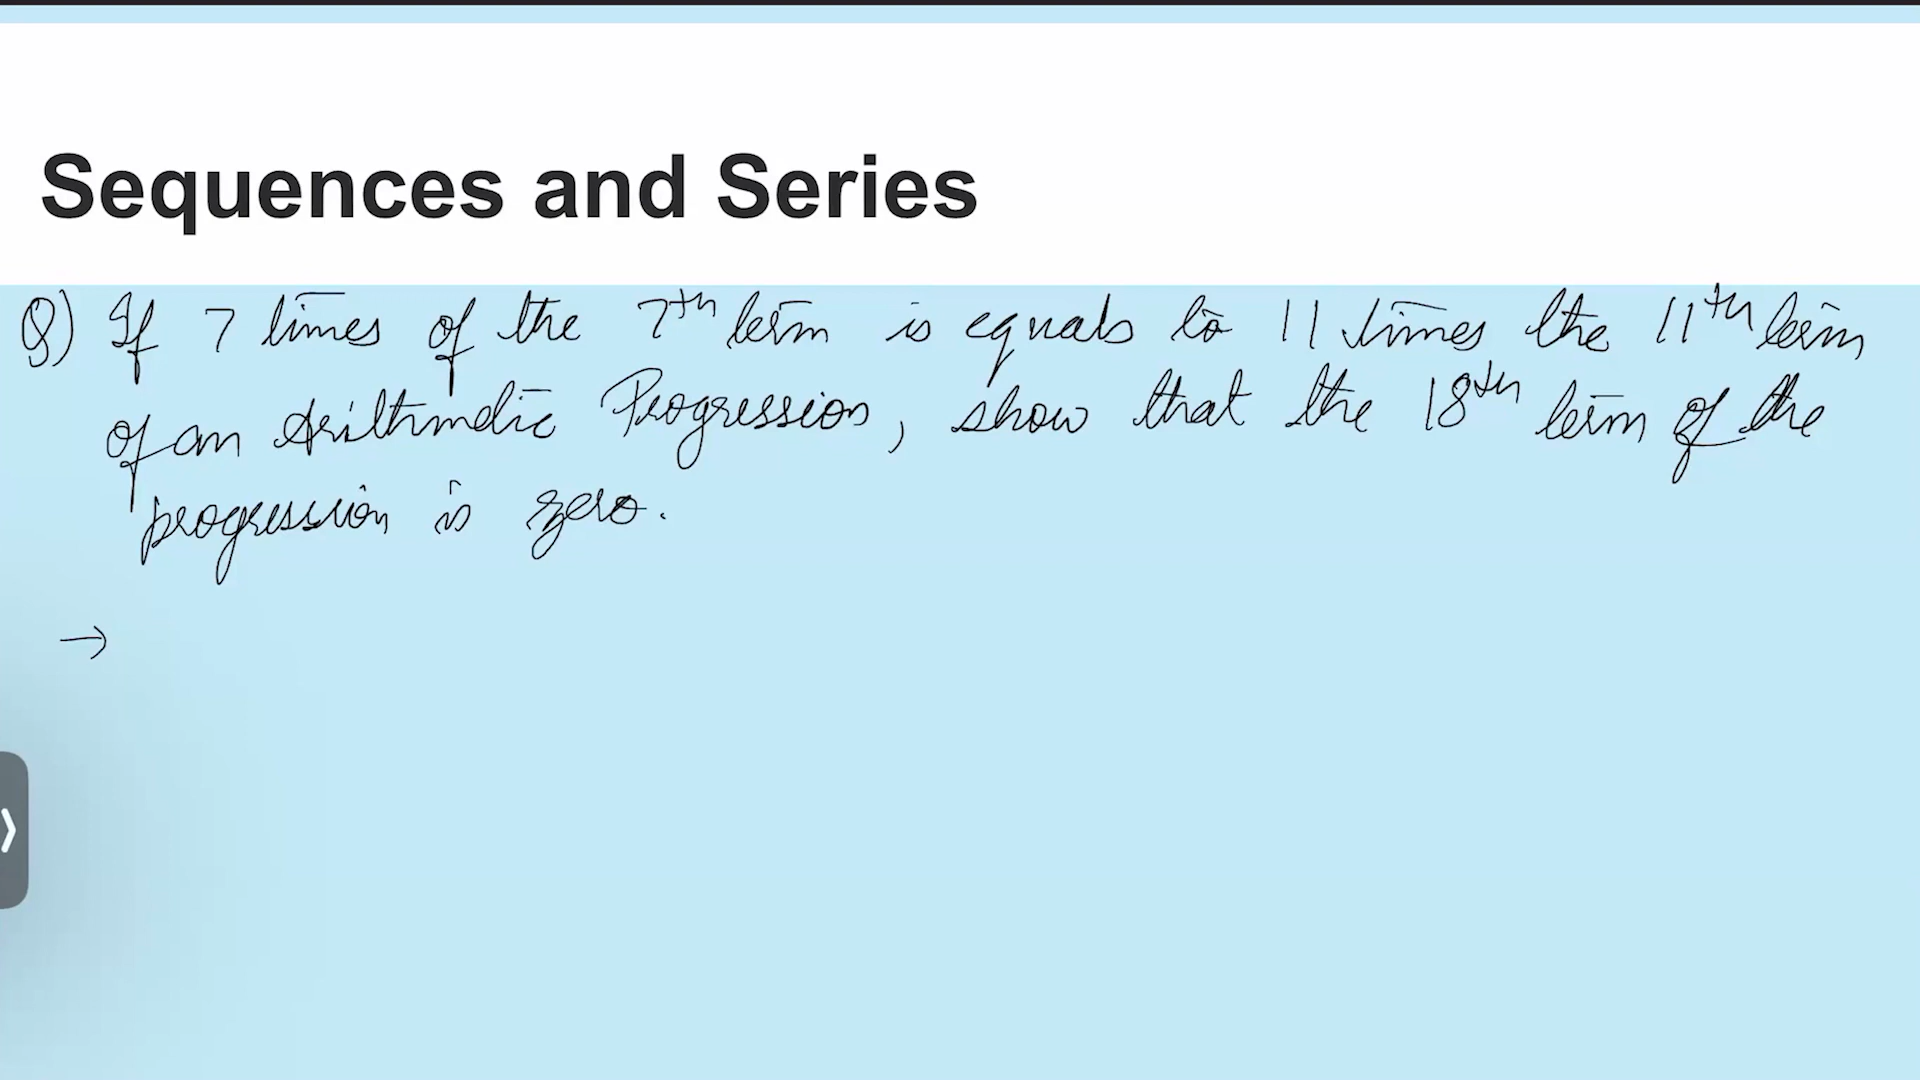 Sequences and Series
Q) If 7 times of the 7th term is equals to 11 times the 11th term
of an Arithmetic Progression, show that the 18th term of the
progression is zero.
→